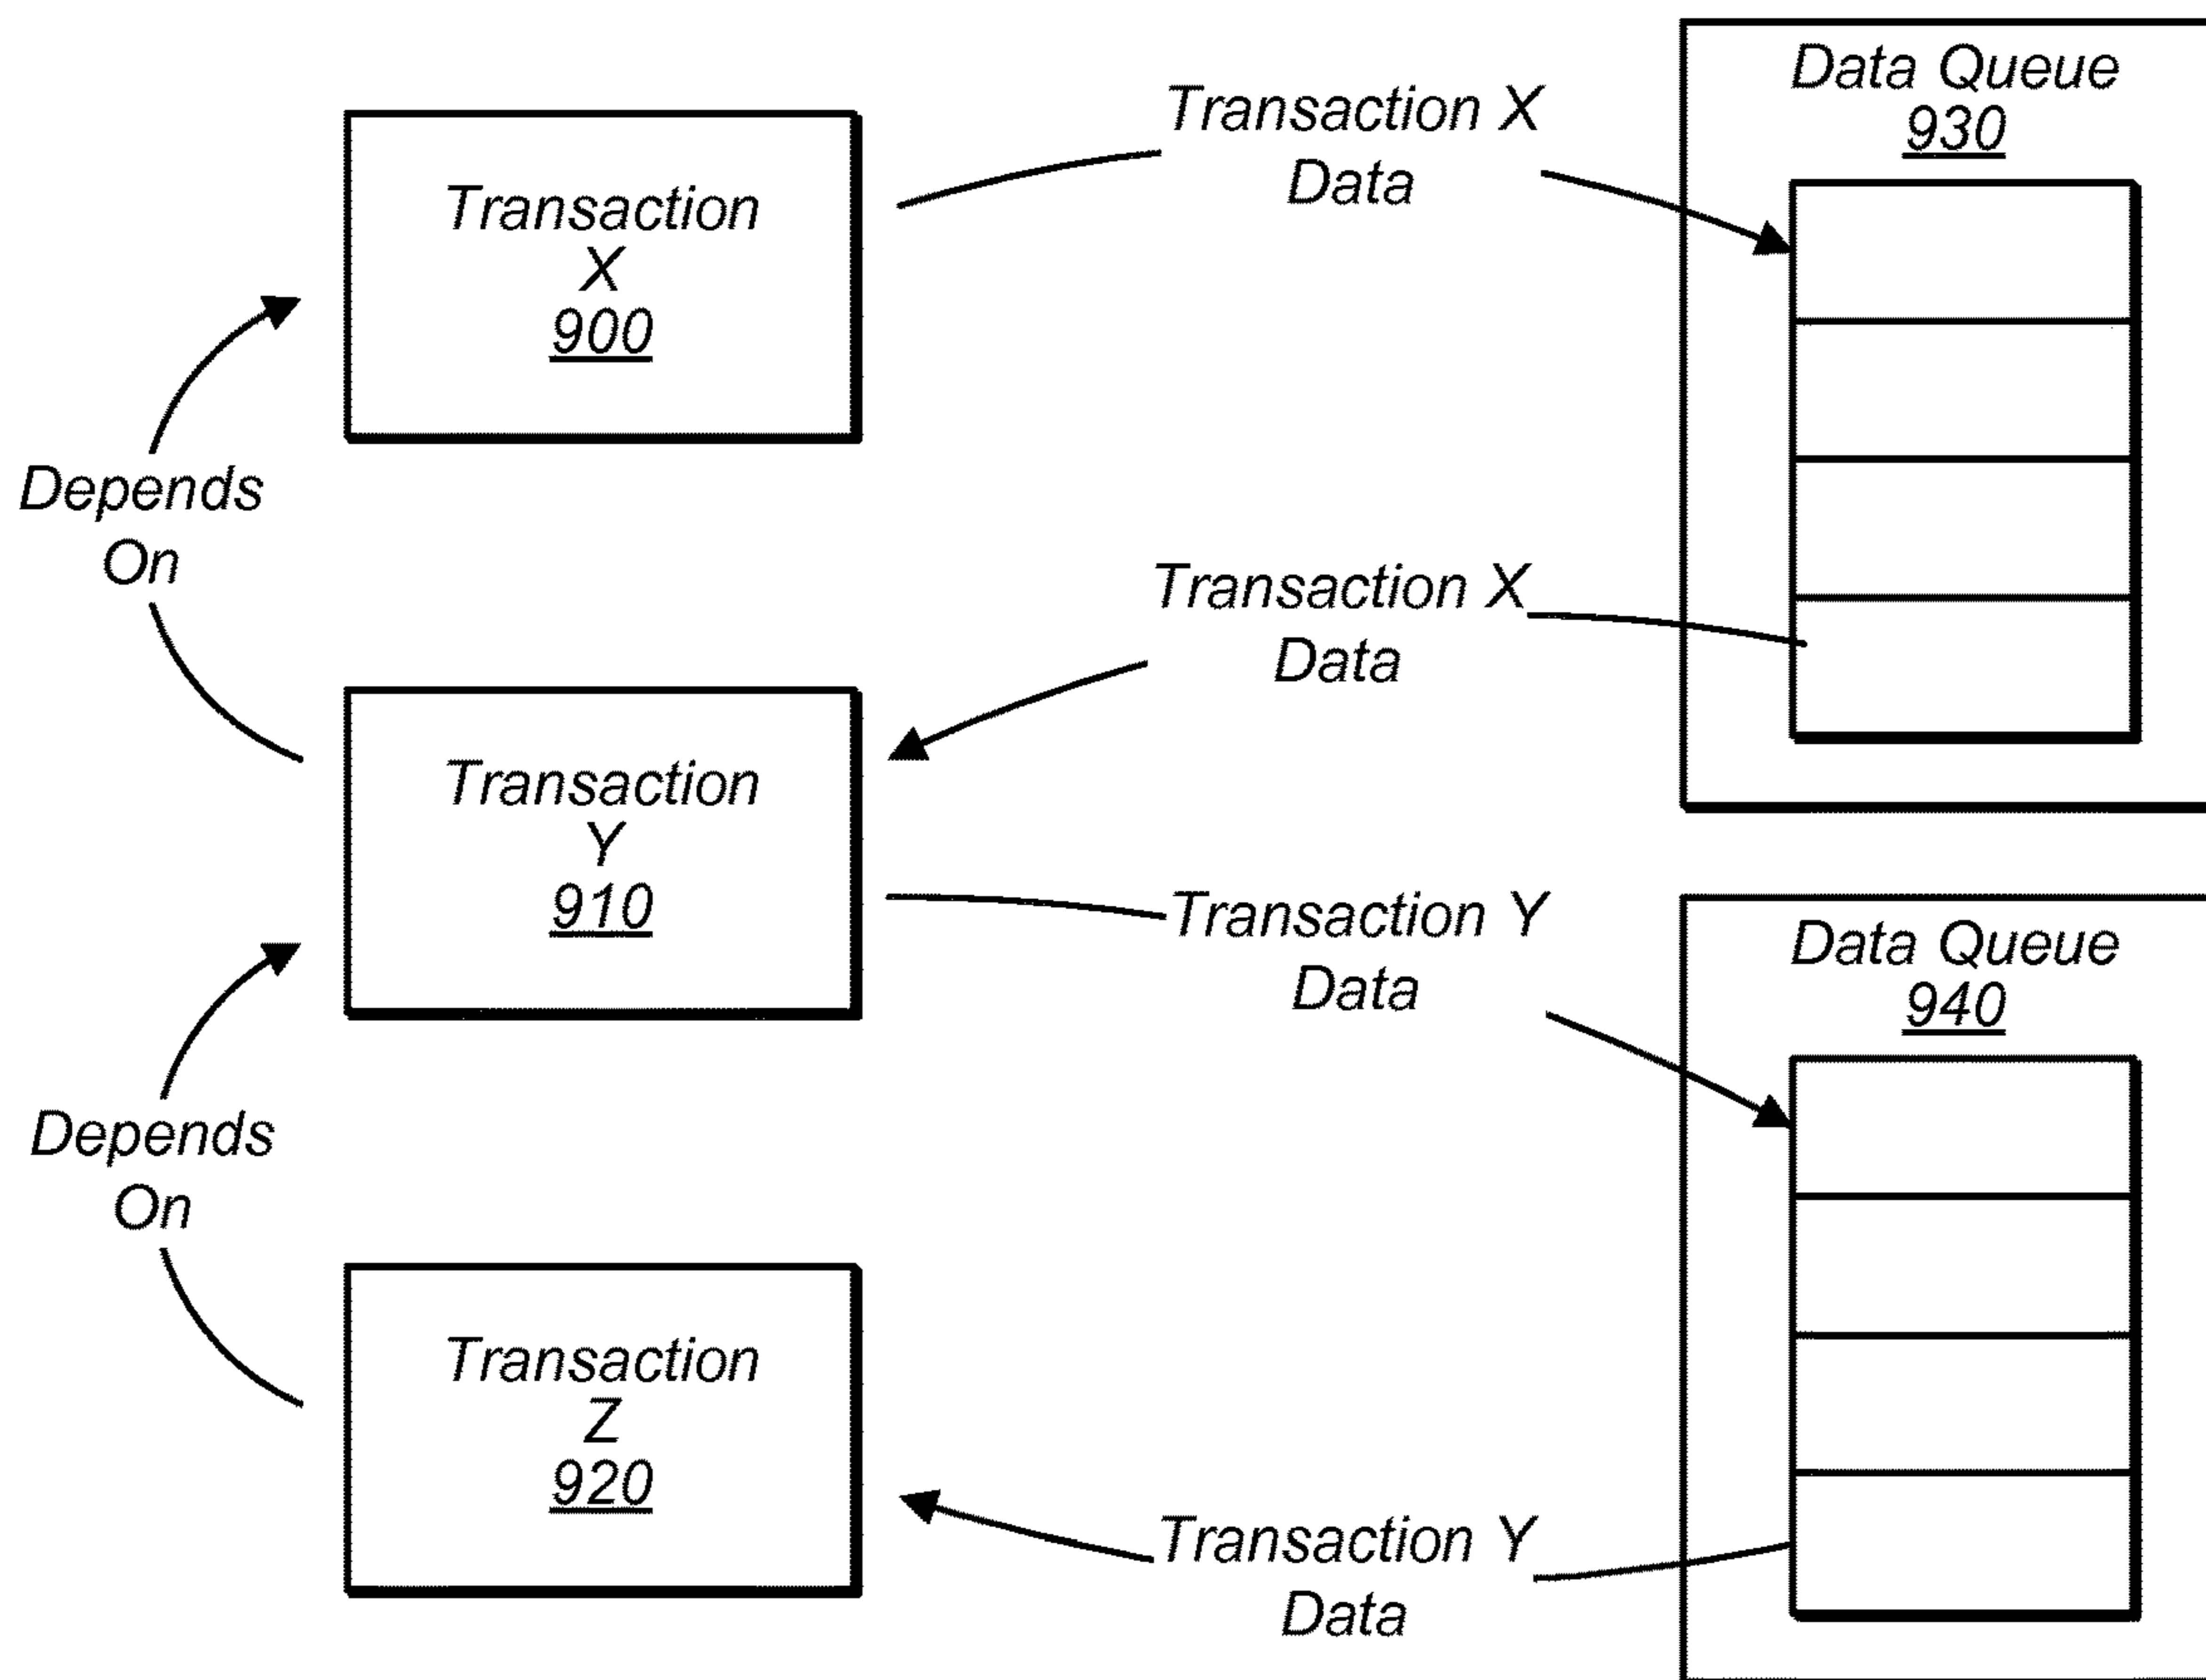 Transaction
X
900
Transaction X
Data
Data Queue
930
Depends
On
Transaction X
Data
Transaction
Y
910
Transaction Y
Data
Data Queue
940
Depends
On
Transaction
Z
920
Transaction Y
Data